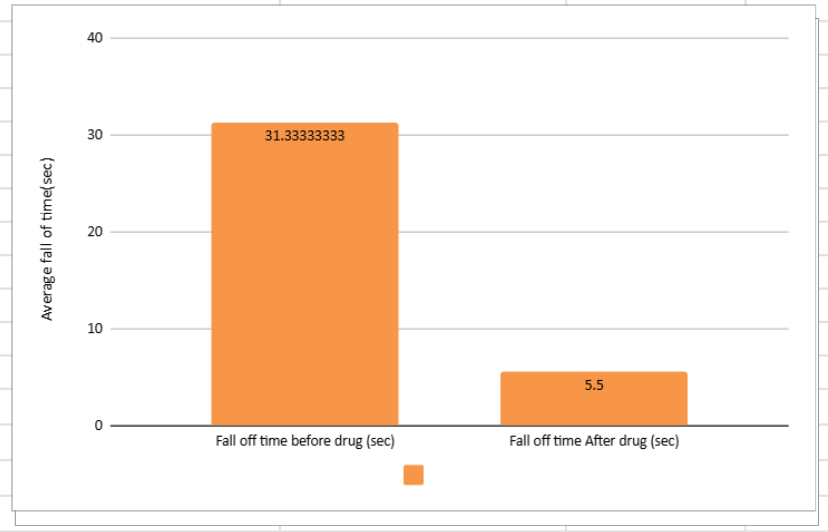 40
30
20
10
0
Average fall of time(sec)
31.33333333
5.5
Fall off time before drug (sec)
Fall off time After drug (sec)